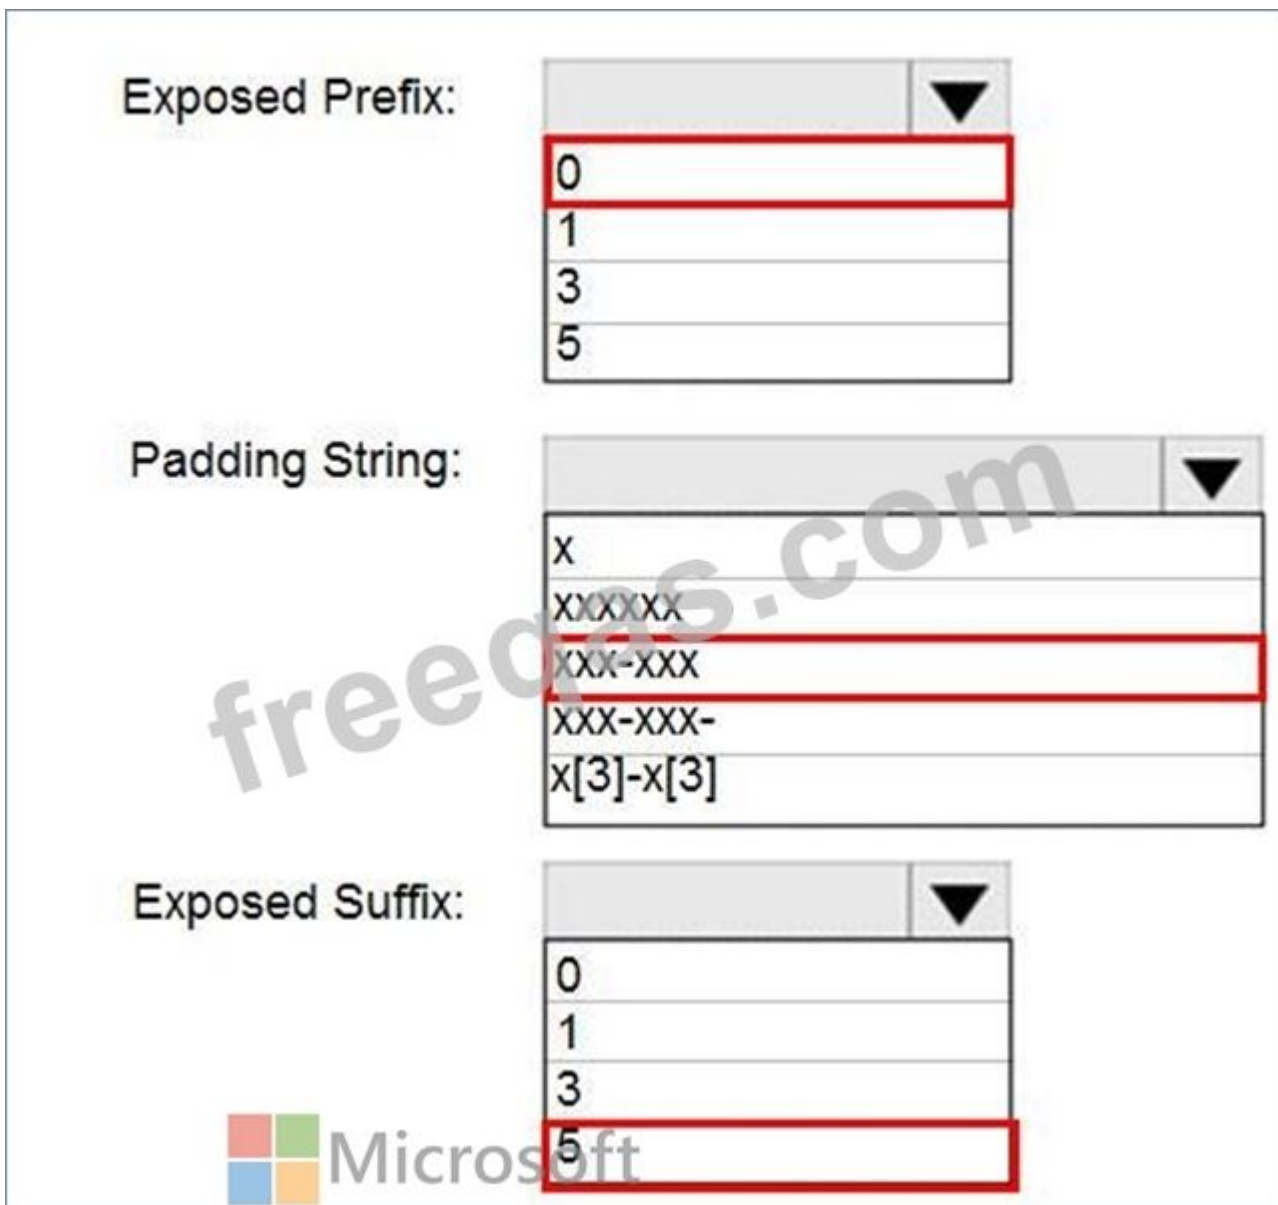 Exposed Prefix:
0
1
3
5
Padding String:
x
xxxxxx
xxx-xxx
xxx-xxx-
x[3]-x[3]
freeqas.com
Exposed Suffix:
0
1
3
5
Microsoft